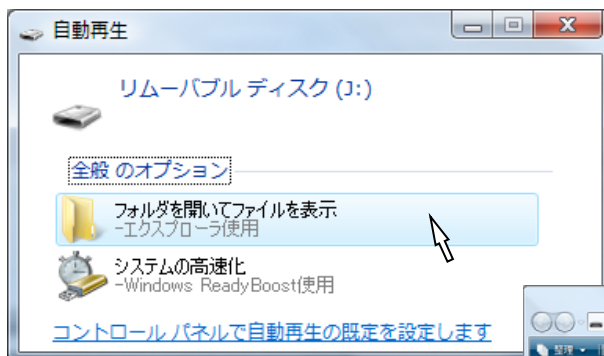 自動再生
リムーバブル ディスク (J:)
全般 のオプション
フォルダを開いてファイルを表示
-エクスプローラ使用
システムの高速化
-Windows ReadyBoost使用
コントロール パネルで自動再生の既定を設定します
整理